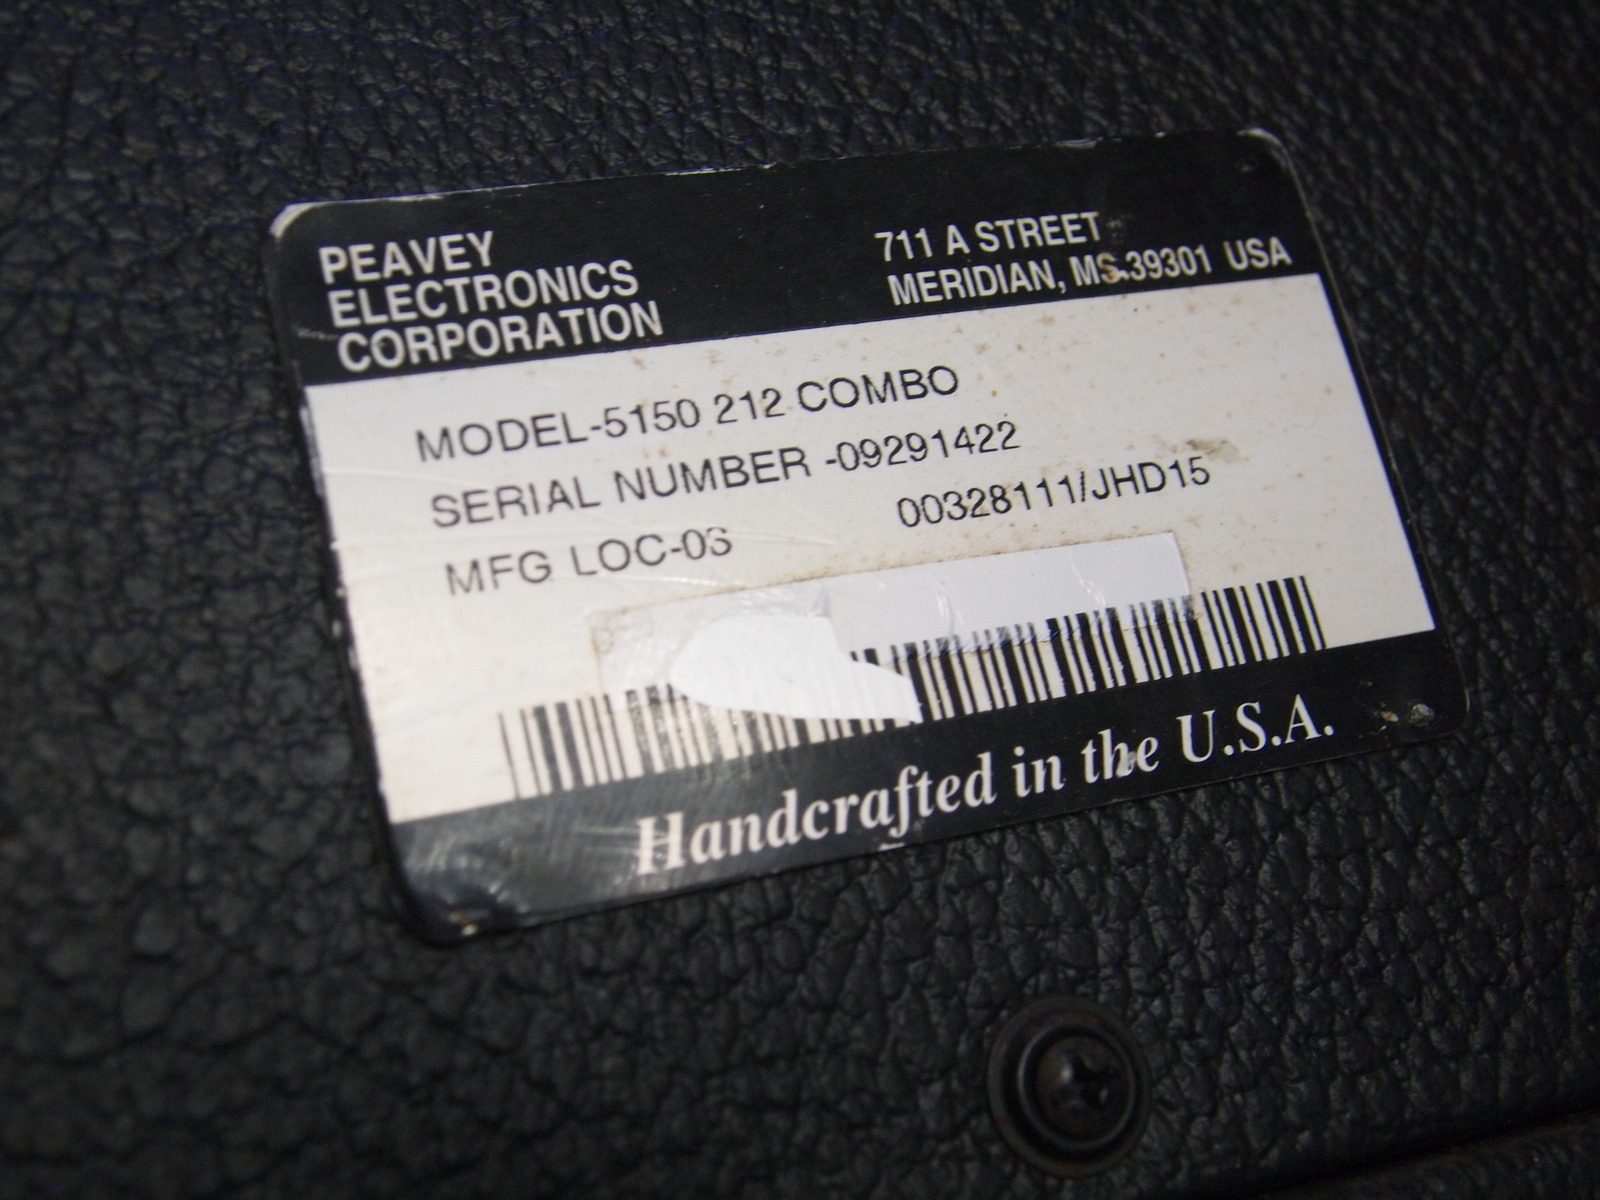 PEAVEY
ELECTRONICS
CORPORATION
711 A STREET
MERIDIAN, MS.39301 USA
MODEL-5150 212 COMBO
SERIAL NUMBER -09291422
MFG LOC-03
00328111/JHD15
Handcrafted in the U.S.A.